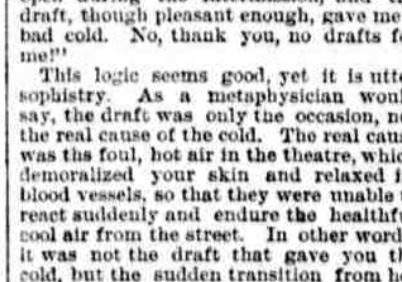 draft, though pleasant enough, gave me
bad cold. No, thank you, no drafts f
me!"
This logic seems good, yet it is utte
sophistry. As a metaphysician woul
say, the draft was only the occasion, n
the real cause of the cold. The real caus
was ths foul, hot air in the theatre, whic
demoralized your skin and relaxed i
blood vessels, so that they were unable
react suddenly and endure the healthf
cool air from the street. In other word
it was not the draft that gave you th
cold, but the sudden transition from h